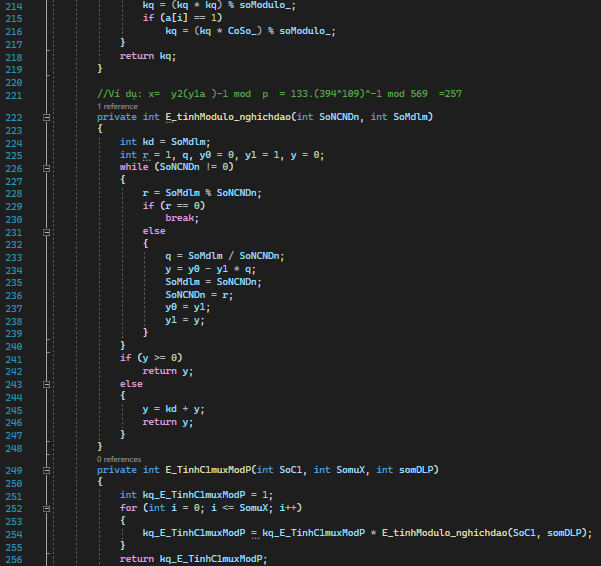 214 kq = (kq * kq) % soModulo_;
215 if (a[i] == 1)
216 kq = (kq * CoSo_) % soModulo_;
217 }
218 return kq;
219 }
220
221 //Ví dụ: x= y2(y1a )-1 mod p = 133.(394^109)^-1 mod 569 =257
1 reference
222 private int E_tinhModulo_nghichdao(int SoNCNDn, int SoMdlm)
223 {
224 int kd = SoMdlm;
225 int r = 1, q, y0 = 0, y1 = 1, y = 0;
226 while (SoNCNDn != 0)
227 {
228 r = SoMdlm % SoNCNDn;
229 if (r == 0)
230 break;
231 else
232 {
233 q = SoMdlm / SoNCNDn;
234 y = y0 - y1 * q;
235 SoMdlm = SoNCNDn;
236 SoNCNDn = r;
237 y0 = y1;
238 y1 = y;
239 }
240 }
241 if (y >= 0)
242 return y;
243 else
244 {
245 y = kd + y;
246 return y;
247 }
248 }
0 references
249 private int E_TinhC1muxModP(int SoC1, int SomuX, int somDLP)
250 {
251 int kq_E_TinhC1muxModP = 1;
252 for (int i = 0; i <= SomuX; i++)
253 {
254 kq_E_TinhC1muxModP = kq_E_TinhC1muxModP * E_tinhModulo_nghichdao(SoC1, somDLP);
255 }
256 return kq_E_TinhC1muxModP;